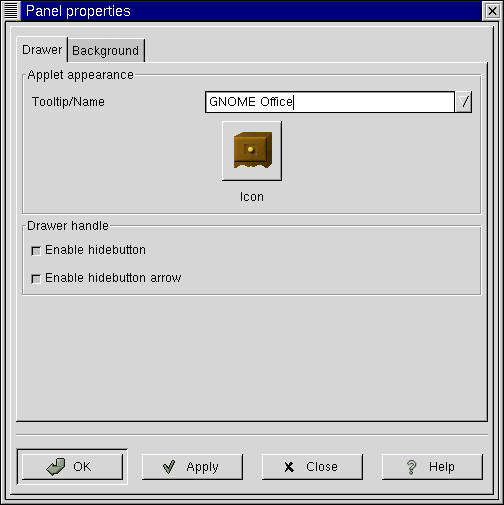 Panel properties
Drawer Background
Applet appearance
Tooltip/Name GNOME Office
Icon
Drawer handle
Enable hidebutton
Enable hidebutton arrow
OK Apply Close Help